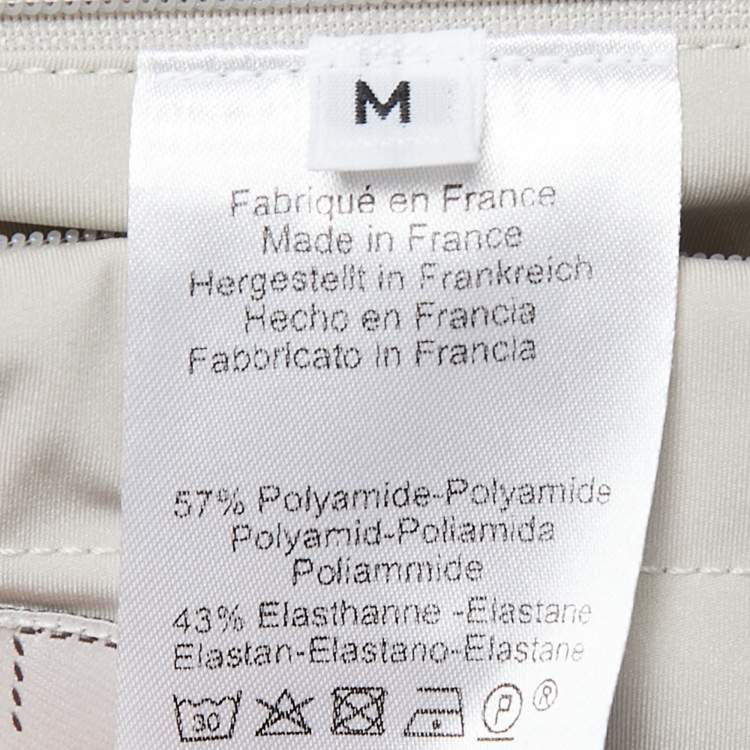 M
Fabriqué en France
Made in France
Hergestellt in Frankreich
Hecho en Francia
Fabbricato in Francia
57% Polyamide-Polyamide
Polyamid-Poliamida
Poliammide
43% Elasthanne -Elastane
Elastan-Elastano-Elastane
30 P ®